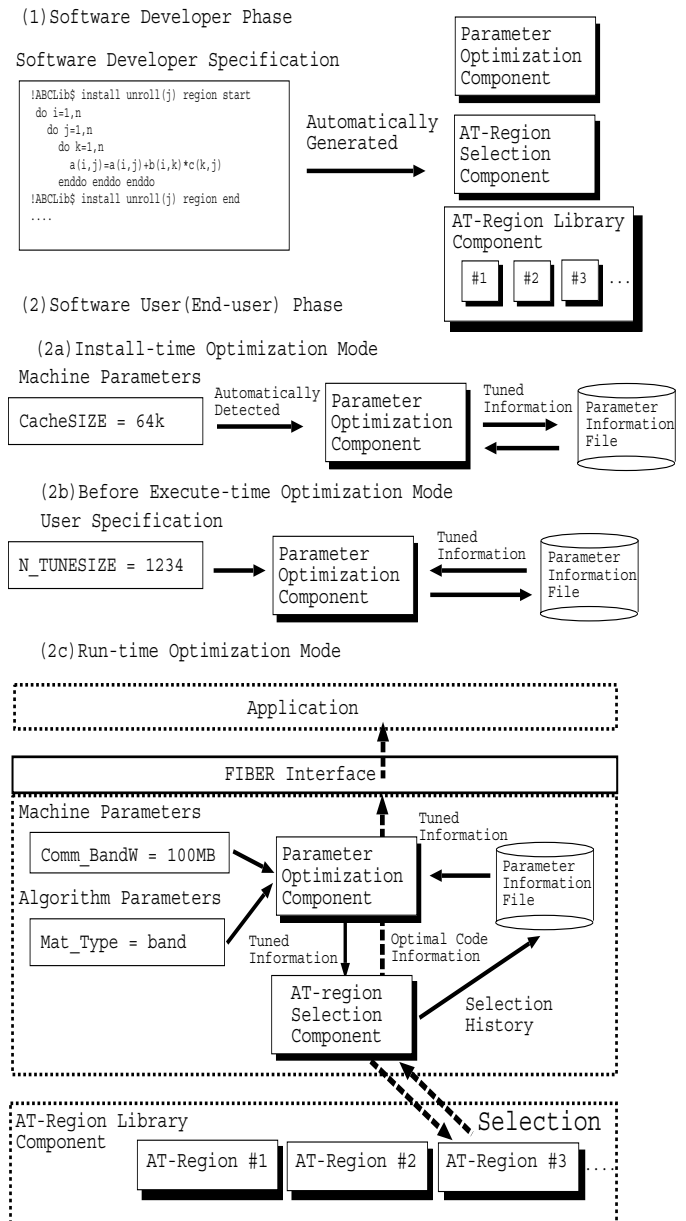 (1)Software Developer Phase
Software Developer Specification
!ABCLib$ install unroll(j) region start
do i=1,n
do j=1,n
do k=1,n
a(i,j)=a(i,j)+b(i,k)*c(k,j)
enddo enddo enddo
!ABCLib$ install unroll(j) region end
....
Automatically
Generated
Parameter
Optimization
Component
AT-Region
Selection
Component
AT-Region Library
Component
#1 #2 #3 ...
(2)Software User(End-user) Phase
(2a)Install-time Optimization Mode
Machine Parameters
CacheSIZE = 64k
Automatically
Detected
Parameter
Optimization
Component
Tuned
Information
Parameter
Information
File
(2b)Before Execute-time Optimization Mode
User Specification
N_TUNESIZE = 1234
Parameter
Optimization
Component
Tuned
Information
Parameter
Information
File
(2c)Run-time Optimization Mode
Application
FIBER Interface
Machine Parameters
Comm_BandW = 100MB
Algorithm Parameters
Mat_Type = band
Parameter
Optimization
Component
Tuned
Information
Parameter
Information
File
Tuned
Information
Optimal Code
Information
AT-region
Selection
Component
Selection
History
AT-Region Library
Component
Selection
AT-Region #1 AT-Region #2 AT-Region #3 ....